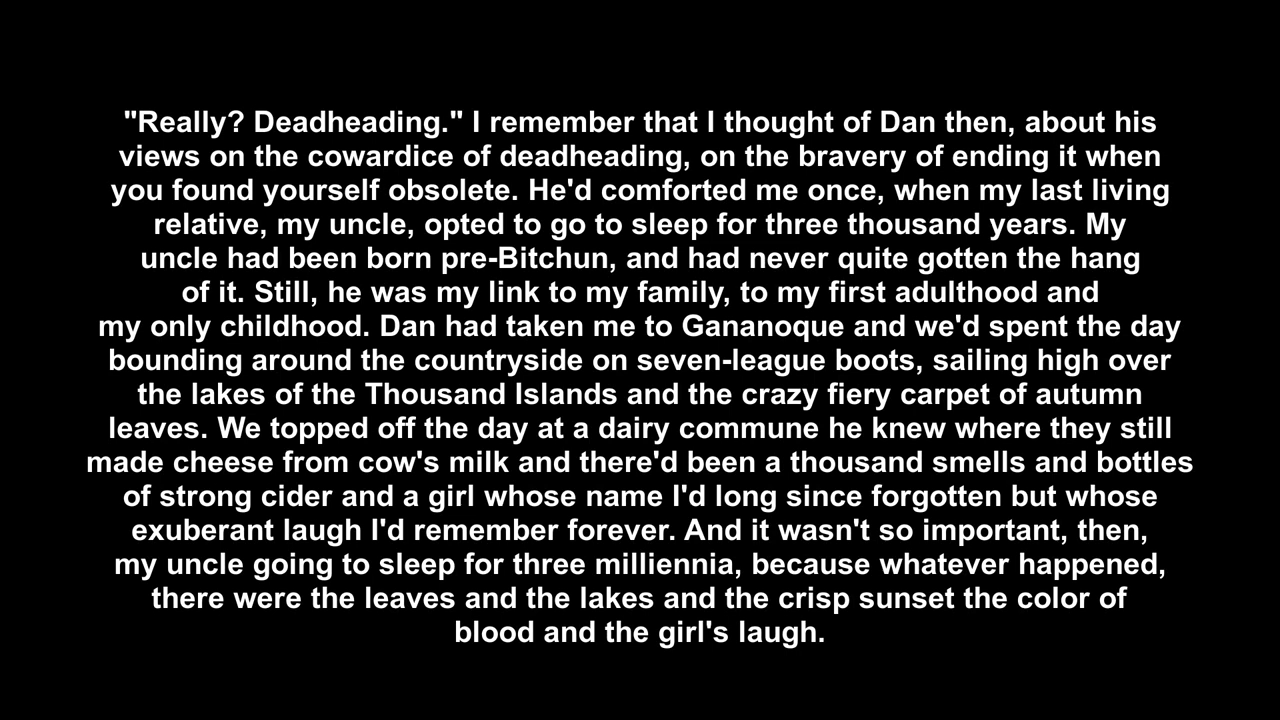 "Really? Deadheading." I remember that I thought of Dan then, about his
views on the cowardice of deadheading, on the bravery of ending it when
you found yourself obsolete. He'd comforted me once, when my last living
relative, my uncle, opted to go to sleep for three thousand years. My
uncle had been born pre-Bitchun, and had never quite gotten the hang
of it. Still, he was my link to my family, to my first adulthood and
my only childhood. Dan had taken me to Gananoque and we'd spent the day
bounding around the countryside on seven-league boots, sailing high over
the lakes of the Thousand Islands and the crazy fiery carpet of autumn
leaves. We topped off the day at a dairy commune he knew where they still
made cheese from cow's milk and there'd been a thousand smells and bottles
of strong cider and a girl whose name I'd long since forgotten but whose
exuberant laugh I'd remember forever. And it wasn't so important, then,
my uncle going to sleep for three milliennia, because whatever happened,
there were the leaves and the lakes and the crisp sunset the color of
blood and the girl's laugh.